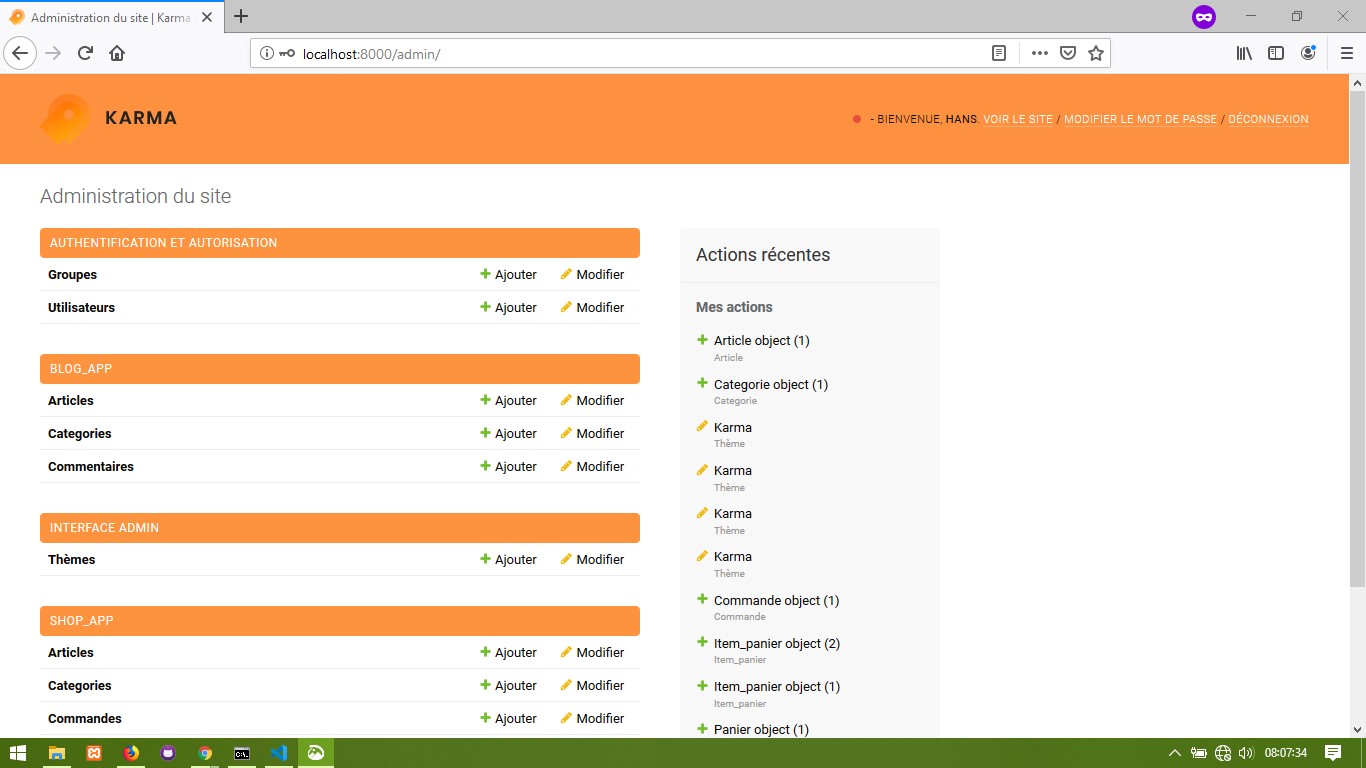 Administration du site | Karma
localhost:8000/admin/
KARMA
- BIENVENUE, HANS. VOIR LE SITE / MODIFIER LE MOT DE PASSE / DÉCONNEXION
Administration du site
AUTHENTIFICATION ET AUTORISATION
Groupes Ajouter Modifier
Utilisateurs Ajouter Modifier
BLOG_APP
Articles Ajouter Modifier
Categories Ajouter Modifier
Commentaires Ajouter Modifier
INTERFACE ADMIN
Thèmes Ajouter Modifier
SHOP_APP
Articles Ajouter Modifier
Categories Ajouter Modifier
Commandes Ajouter Modifier
Actions récentes
Mes actions
Article object (1)
Article
Categorie object (1)
Categorie
Karma
Thème
Karma
Thème
Karma
Thème
Karma
Thème
Commande object (1)
Commande
Item_panier object (2)
Item_panier
Item_panier object (1)
Item_panier
Panier object (1)
08:07:34